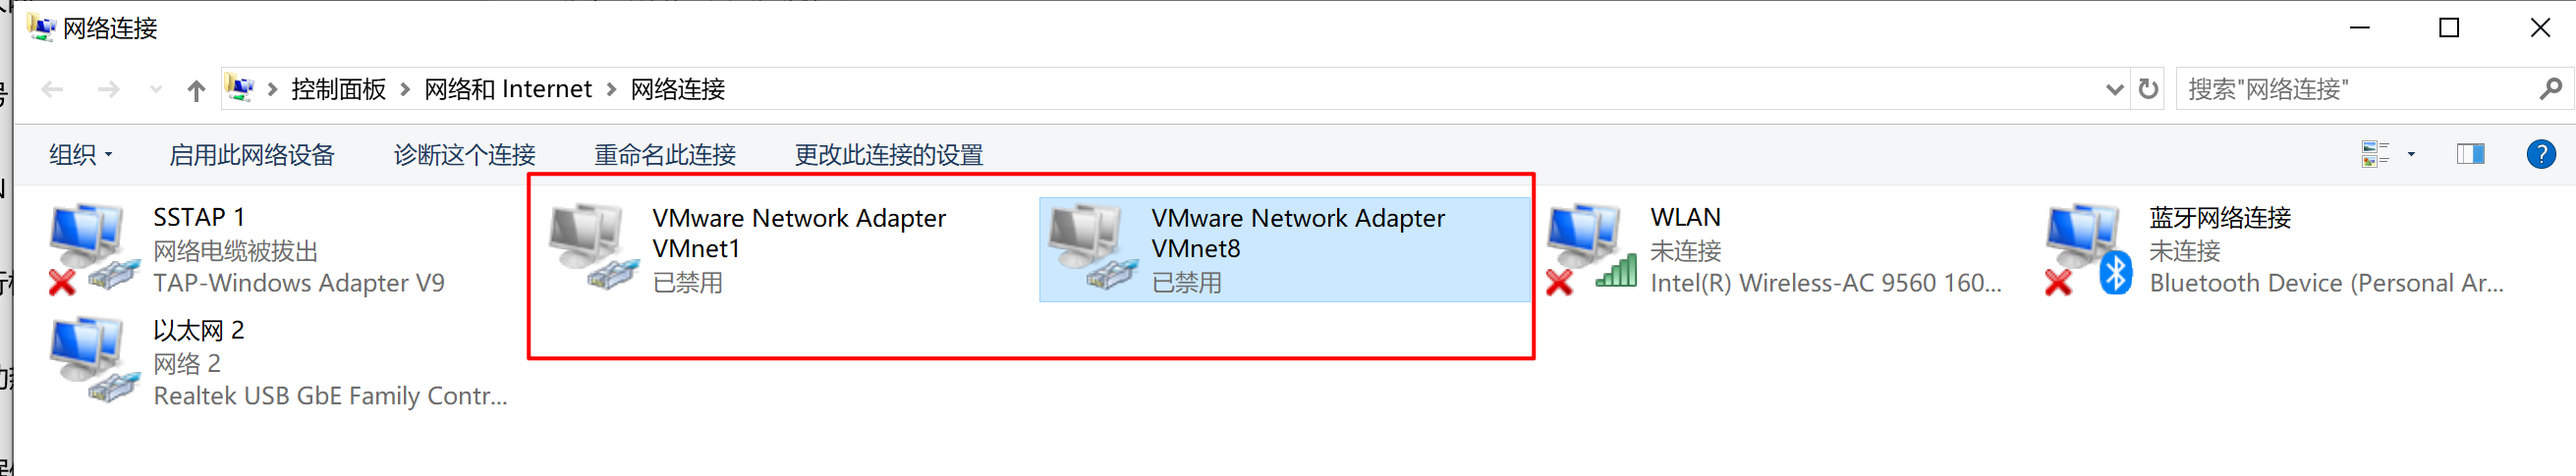 网络连接
控制面板 网络和 Internet 网络连接
搜索"网络连接"
组织 启用此网络设备 诊断这个连接 重命名此连接 更改此连接的设置
SSTAP 1
网络电缆被拔出
TAP-Windows Adapter V9
VMware Network Adapter
VMnet1
已禁用
VMware Network Adapter
VMnet8
已禁用
WLAN
未连接
Intel(R) Wireless-AC 9560 160...
蓝牙网络连接
未连接
Bluetooth Device (Personal Ar...
以太网 2
网络 2
Realtek USB GbE Family Contr...